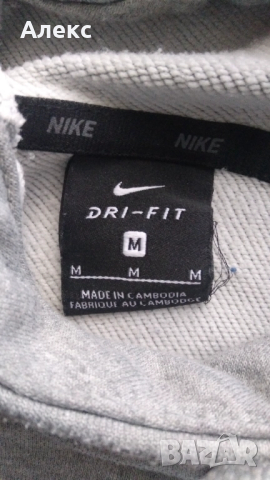 Алекс
NIKE
NIKE
DRI-FIT
M
M M M
MADE IN CAMBODIA
FABRIQUE AU CAMBODGE
BAZAR